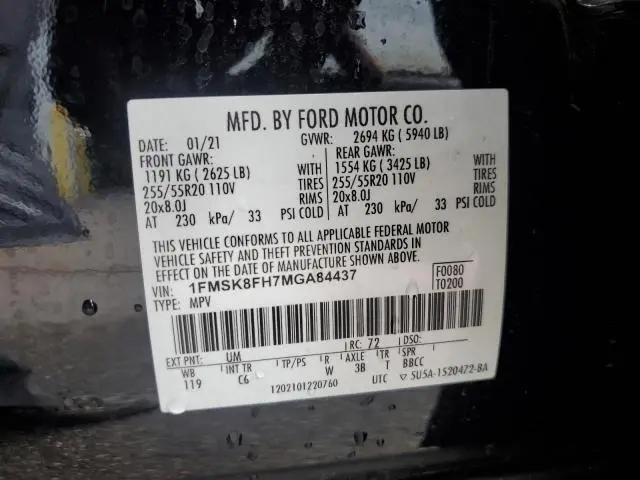 MFD. BY FORD MOTOR CO.
DATE: 01/21 GVWR: 2694 KG ( 5940 LB)
FRONT GAWR: REAR GAWR:
1191 KG ( 2625 LB) WITH 1554 KG ( 3425 LB) WITH
255/55R20 110V TIRES 255/55R20 110V TIRES
20x8.0J RIMS 20x8.0J RIMS
AT 230 kPa/ 33 PSI COLD AT 230 kPa/ 33 PSI COLD
THIS VEHICLE CONFORMS TO ALL APPLICABLE FEDERAL MOTOR
VEHICLE SAFETY AND THEFT PREVENTION STANDARDS IN
EFFECT ON THE DATE OF MANUFACTURE SHOWN ABOVE.
VIN: 1FMSK8FH7MGA84437 F0080
TYPE: MPV T0200
EXT PNT: UM RC: 72 DSO:
WB INT TR TP/PS R AXLE TR SPR
119 C6 W 3B T BBCC
120210122​0760 UTC ▽ 5U5A-1520472-BA